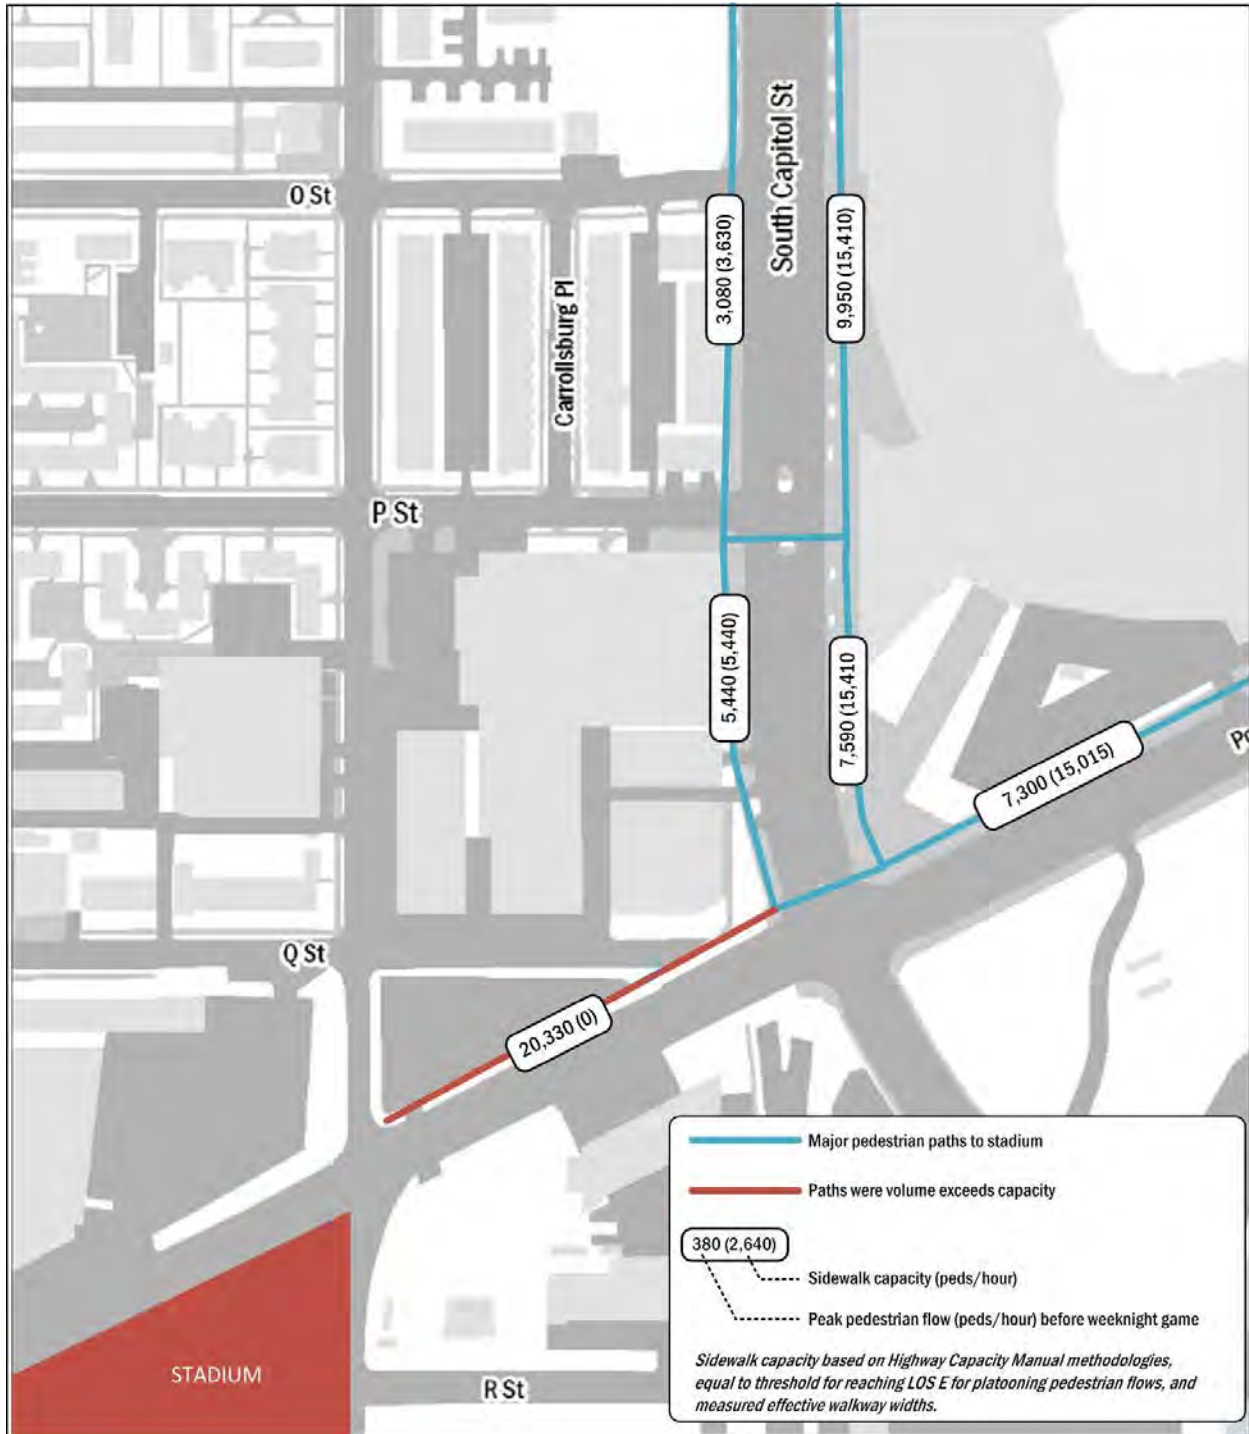 O St
South Capitol St
3,080 (3,630)
9,950 (15,410)
Carrollsburg Pl
P St
5,440 (5,440)
7,590 (15,410
7,300 (15,015)
Q St
20,330 (0)
Major pedestrian paths to stadium
Paths were volume exceeds capacity
380 (2,640)
Sidewalk capacity (peds/hour)
Peak pedestrian flow (peds/hour) before weeknight game
Sidewalk capacity based on Highway Capacity Manual methodologies,
equal to threshold for reaching LOS E for platooning pedestrian flows, and
measured effective walkway widths.
STADIUM
R St